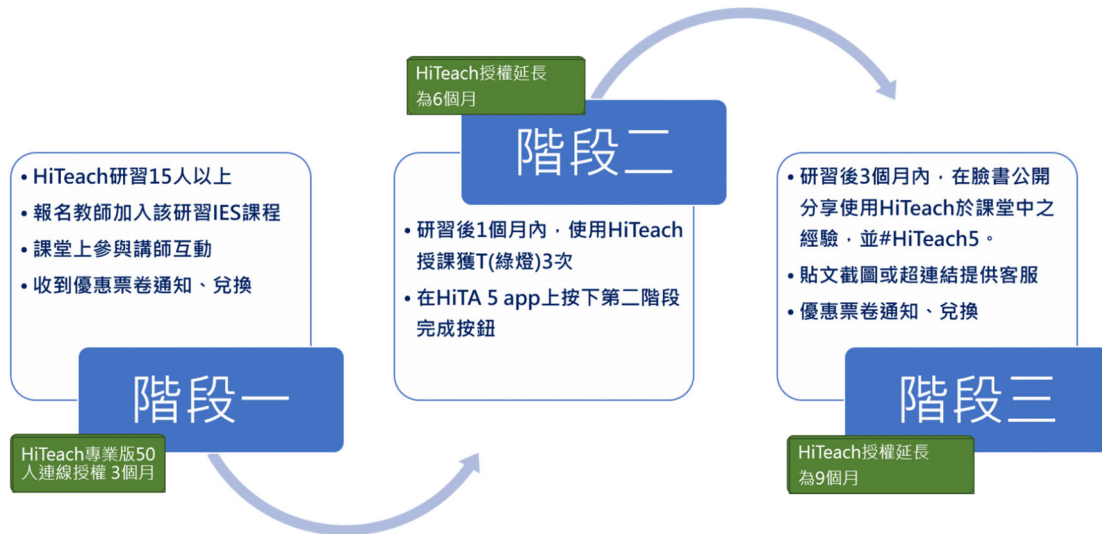 • HiTeach研習15人以上
• 報名教師加入該研習IES課程
• 課堂上參與講師互動
• 收到優惠票卷通知、兌換
階段一
HiTeach專業版50
人連線授權 3個月
HiTeach授權延長
為6個月
階段二
• 研習後1個月內，使用HiTeach
授課獲T(綠燈)3次
• 在HiTA 5 app上按下第二階段
完成按鈕
• 研習後3個月內，在臉書公開
分享使用HiTeach於課堂中之
經驗，並#HiTeach5。
• 貼文截圖或超連結提供客服
• 優惠票卷通知、兌換
階段三
HiTeach授權延長
為9個月